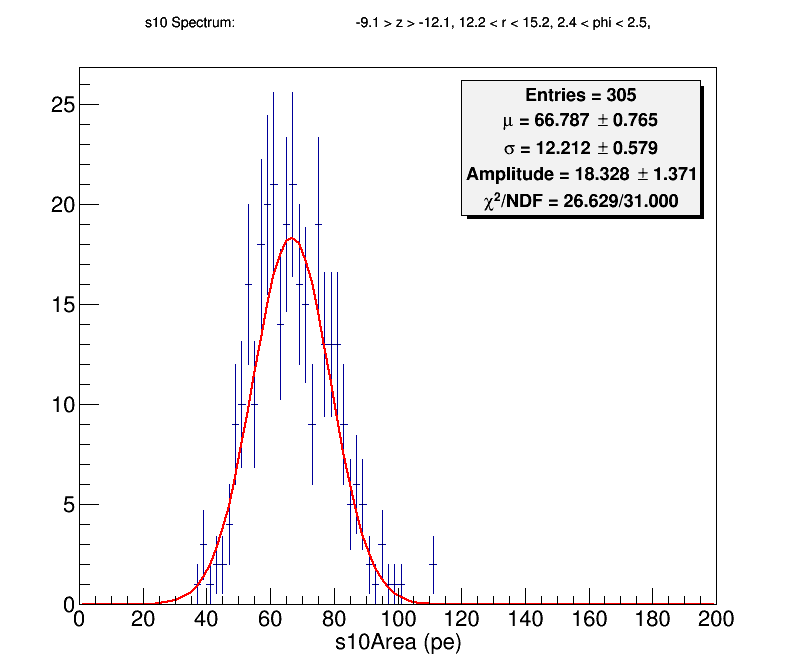 s10 Spectrum: -9.1 > z > -12.1, 12.2 < r < 15.2, 2.4 < phi < 2.5,
Entries = 305
μ = 66.787 ± 0.765
σ = 12.212 ± 0.579
Amplitude = 18.328 ± 1.371
χ²/NDF = 26.629/31.000
25
20
15
10
5
0
0 20 40 60 80 100 120 140 160 180 200
s10Area (pe)